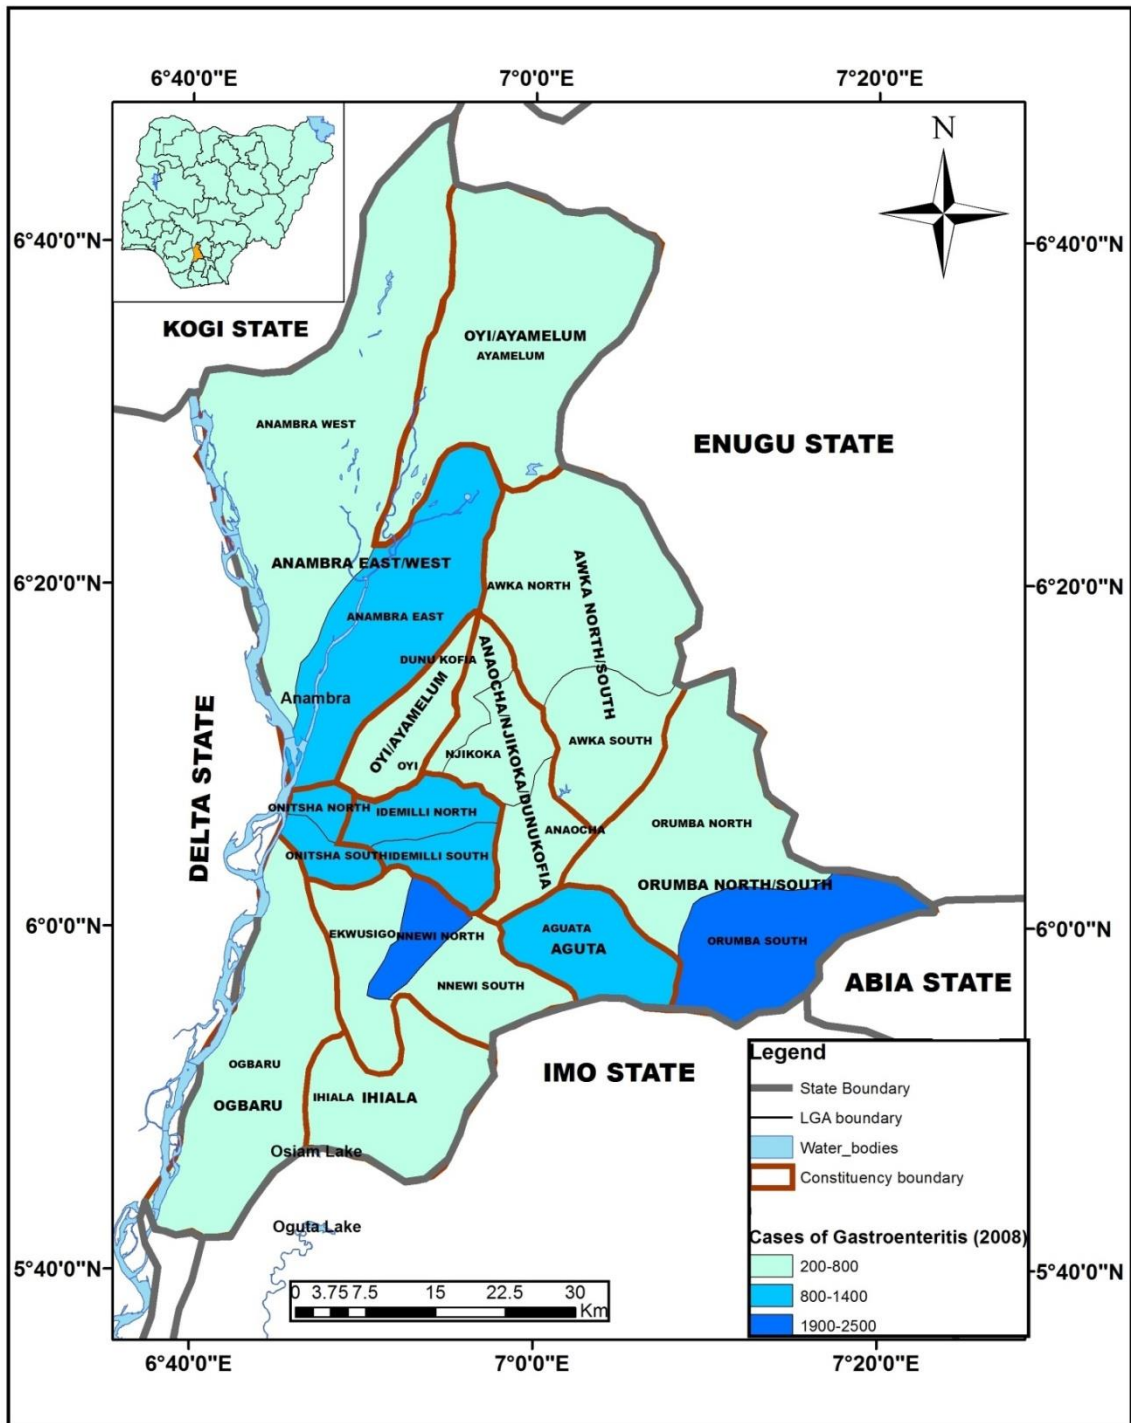 6°40'0"E
7°0'0"E
7°20'0"E
N
6°40'0"N
6°40'0"N
KOGI STATE
OYI/AYAMELUM
AYAMELUM
ANAMBRA WEST
ENUGU STATE
ANAMBRA EAST/WEST
6°20'0"N
6°20'0"N
AWKA NORTH
AWKA NORTH/SOUTH
ANAMBRA EAST
DUNU KOFIA
ANAOCHA/NJIKOKA/DUNUKOFIA
Anambra
OYI/AYAMELUM
AWKA SOUTH
NJIKOKA
OYI
DELTA STATE
ONITSHA NORTH
IDEMILLI NORTH
ANAOCHA
ORUMBA NORTH
ONITSHA SOUTH
IDEMILLI SOUTH
ORUMBA NORTH/SOUTH
6°0'0"N
6°0'0"N
EKWUSIGO
NNEWI NORTH
AGUATA
AGUTA
ORUMBA SOUTH
NNEWI SOUTH
ABIA STATE
IMO STATE
OGBARU
OGBARU
IHIALA
IHIALA
Osiam Lake
Oguta Lake
Legend
State Boundary
LGA boundary
Water_bodies
Constituency boundary
Cases of Gastroenteritis (2008)
200-800
800-1400
1900-2500
5°40'0"N
5°40'0"N
0 3.75 7.5 15 22.5 30
Km
6°40'0"E
7°0'0"E
7°20'0"E